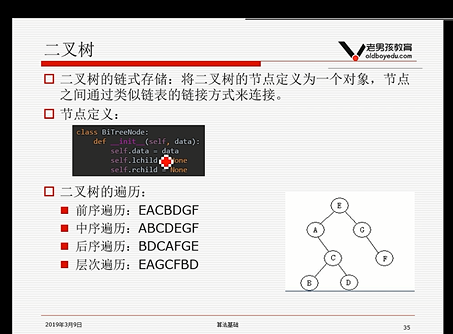 二叉树
老男孩教育
oldboyedu.com
二叉树的链式存储：将二叉树的节点定义为一个对象，节点
之间通过类似链表的链接方式来连接。
节点定义：
class BiTreeNode:
def __init__(self, data):
self.data = data
self.lchild = None
self.rchild = None
二叉树的遍历：
前序遍历：EACBDGF
中序遍历：ABCDEGF
后序遍历：BDCAFGE
层次遍历：EAGCFBD
E
A
G
C
F
B
D
2019年3月9日
算法基础
35